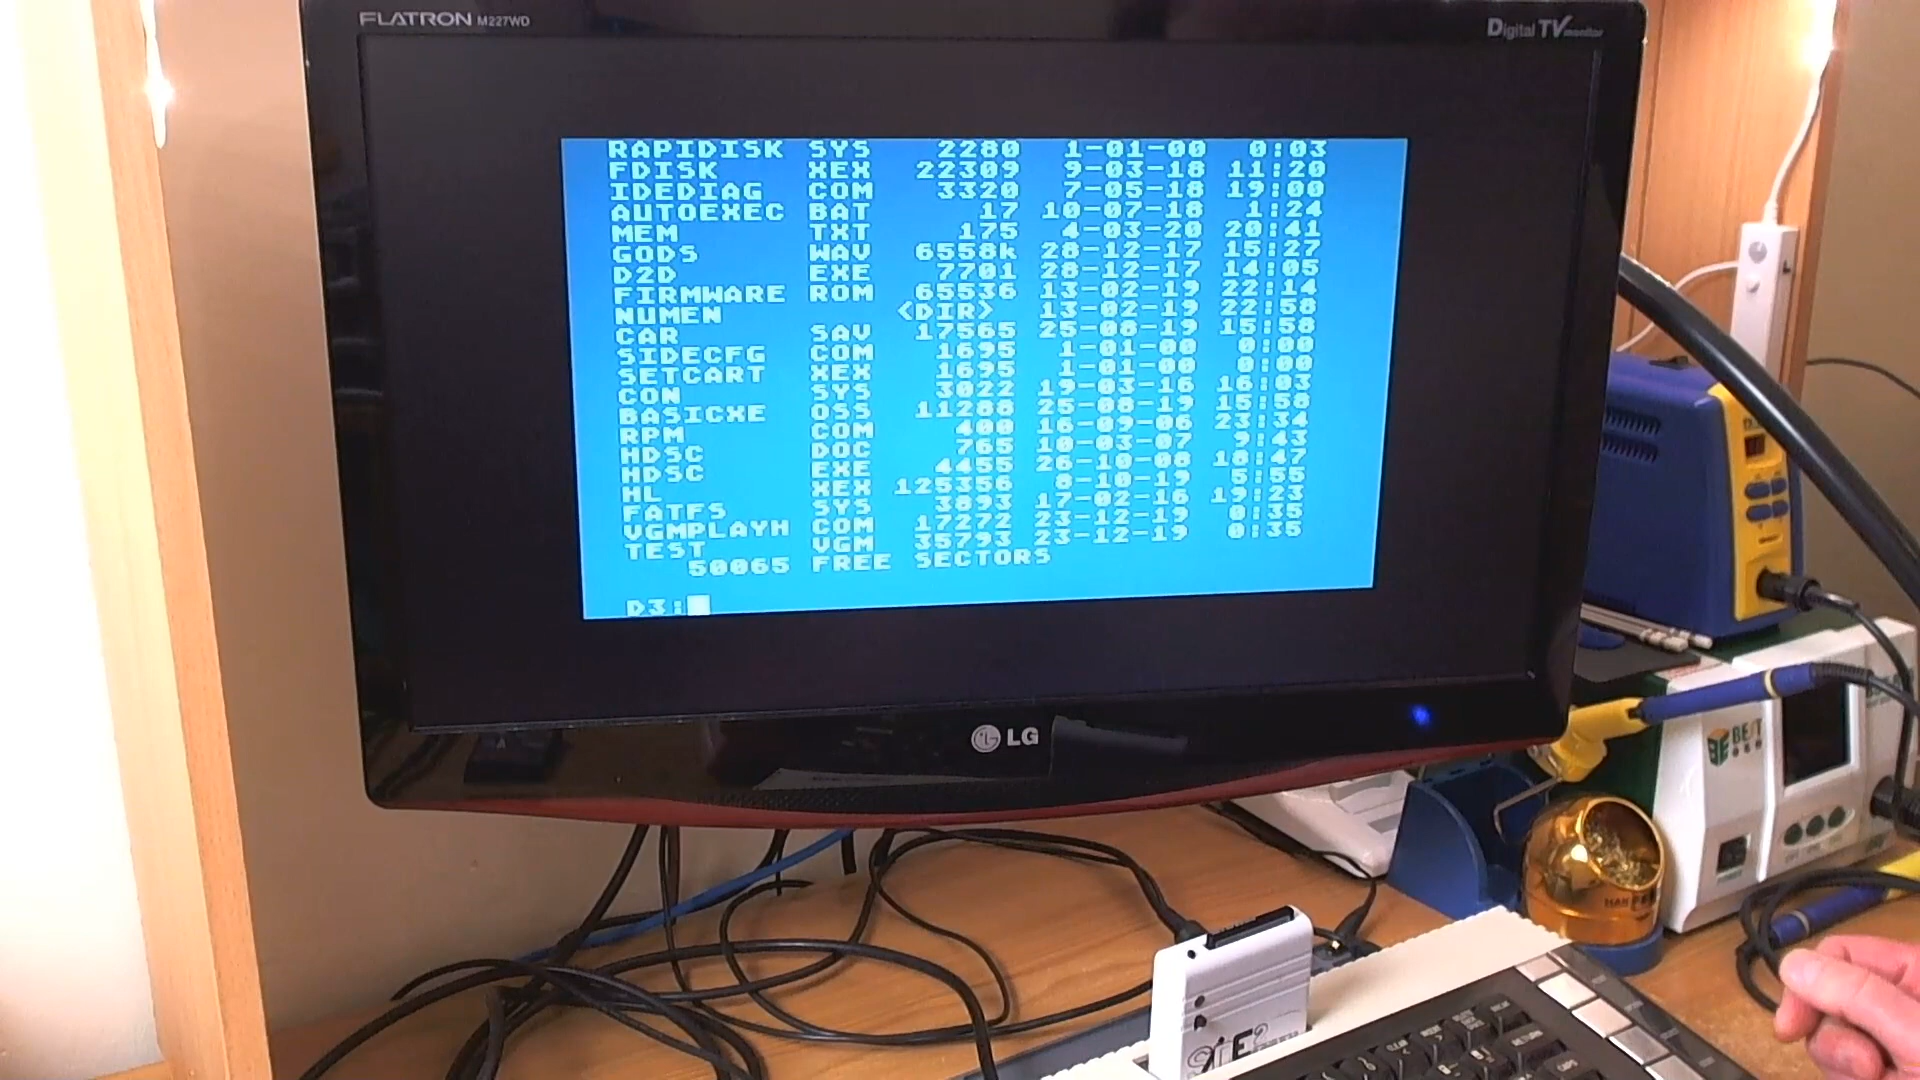 FLATRON M227WD
Digital TV monitor
RAPIDISK SYS 2280 1-01-00 0:03
FDISK XEX 22309 9-03-18 11:20
IDEDIAG COM 3320 7-05-18 19:00
AUTOEXEC BAT 17 10-07-18 1:24
MEM TXT 175 4-03-20 20:41
GODS WAV 6558k 28-12-17 15:27
D2D EXE 7701 28-12-17 14:05
FIRMWARE ROM 65536 13-02-19 22:14
NUMEN <DIR> 13-02-19 22:58
CAR SAV 17565 25-08-19 15:58
SIDECFG COM 1695 1-01-00 0:00
SETCART XEX 1695 1-01-00 0:00
CON SYS 3022 19-03-16 16:03
BASICXE OSS 11288 25-08-19 15:58
RPM COM 400 16-09-06 23:34
HDSC DOC 765 10-03-07 9:43
HDSC EXE 4455 26-10-08 18:47
HL XEX 125356 8-10-19 5:55
FATFS SYS 3893 17-02-16 19:23
VGMPLAYH COM 17272 23-12-19 0:35
TEST VGM 35793 23-12-19 0:35
50065 FREE SECTORS
D3:
LG
BEST
RETURN
CAPS